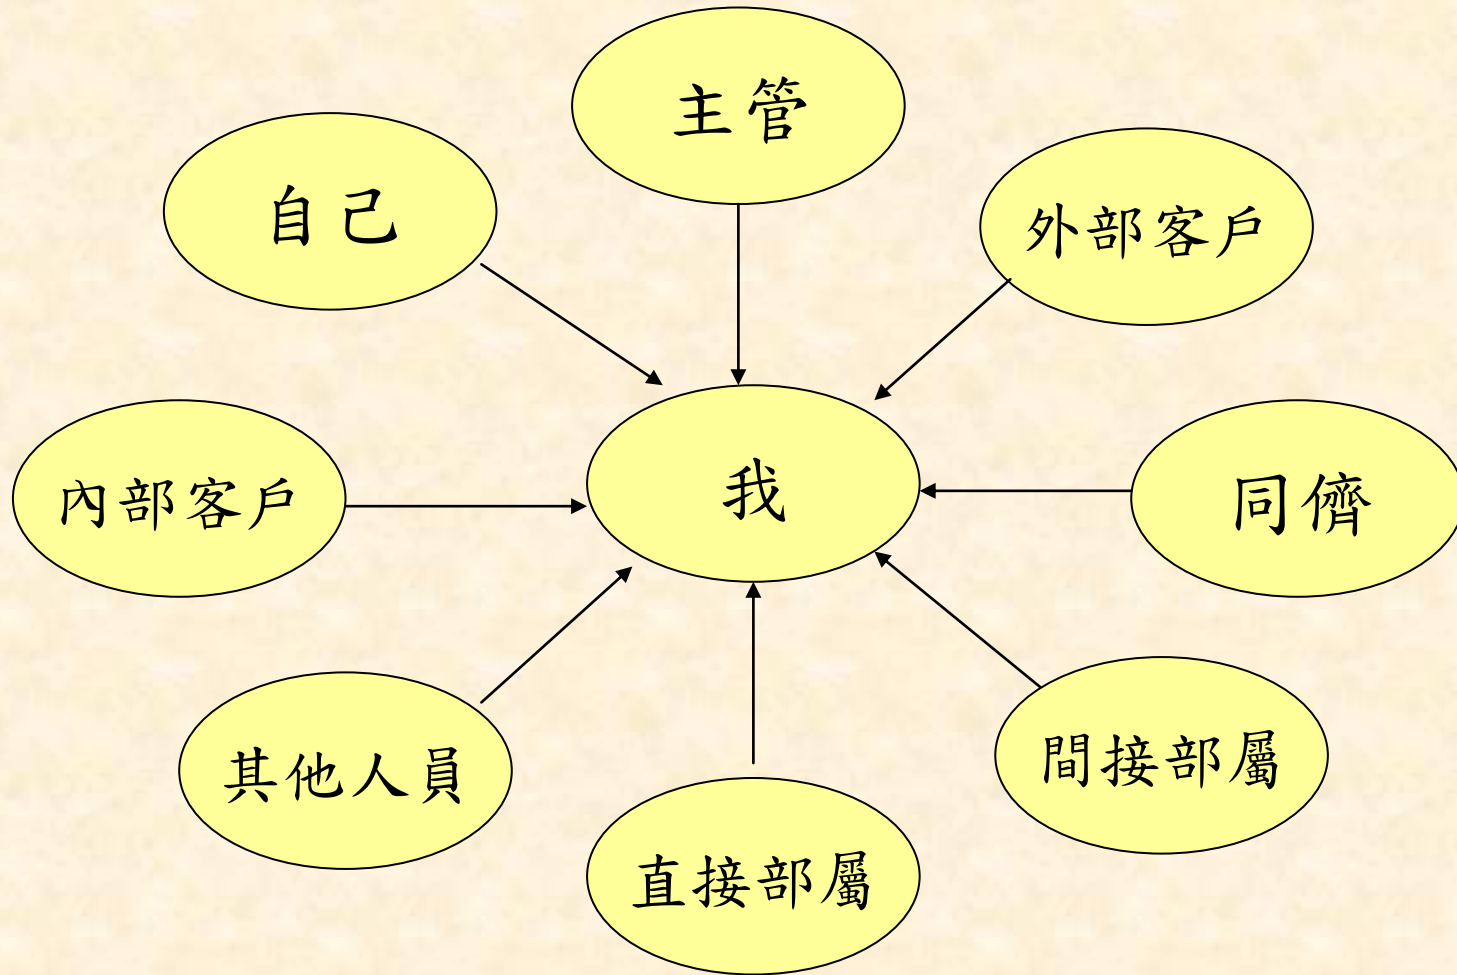 主管
自己
外部客戶
內部客戶
我
同儕
其他人員
間接部屬
直接部屬